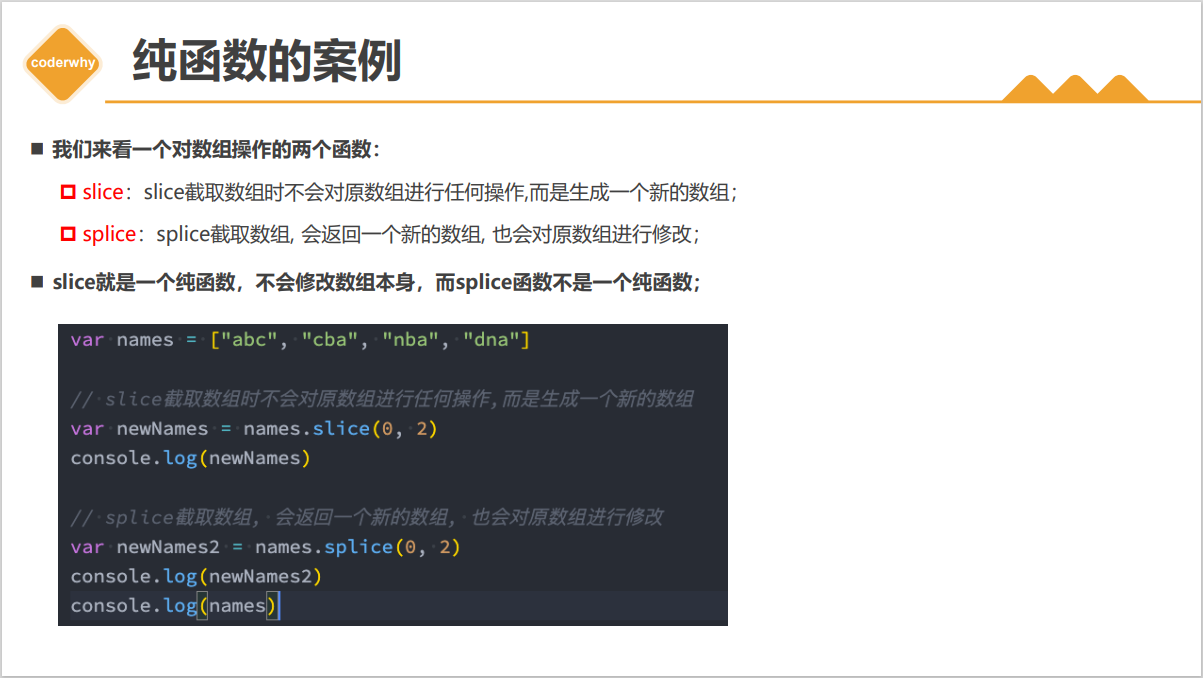 coderwhy
纯函数的案例
我们来看一个对数组操作的两个函数：
slice：slice截取数组时不会对原数组进行任何操作,而是生成一个新的数组；
splice：splice截取数组, 会返回一个新的数组, 也会对原数组进行修改；
slice就是一个纯函数，不会修改数组本身，而splice函数不是一个纯函数；
var names = ["abc", "cba", "nba", "dna"]
// slice截取数组时不会对原数组进行任何操作,而是生成一个新的数组
var newNames = names.slice(0, 2)
console.log(newNames)
// splice截取数组, 会返回一个新的数组, 也会对原数组进行修改
var newNames2 = names.splice(0, 2)
console.log(newNames2)
console.log(names)